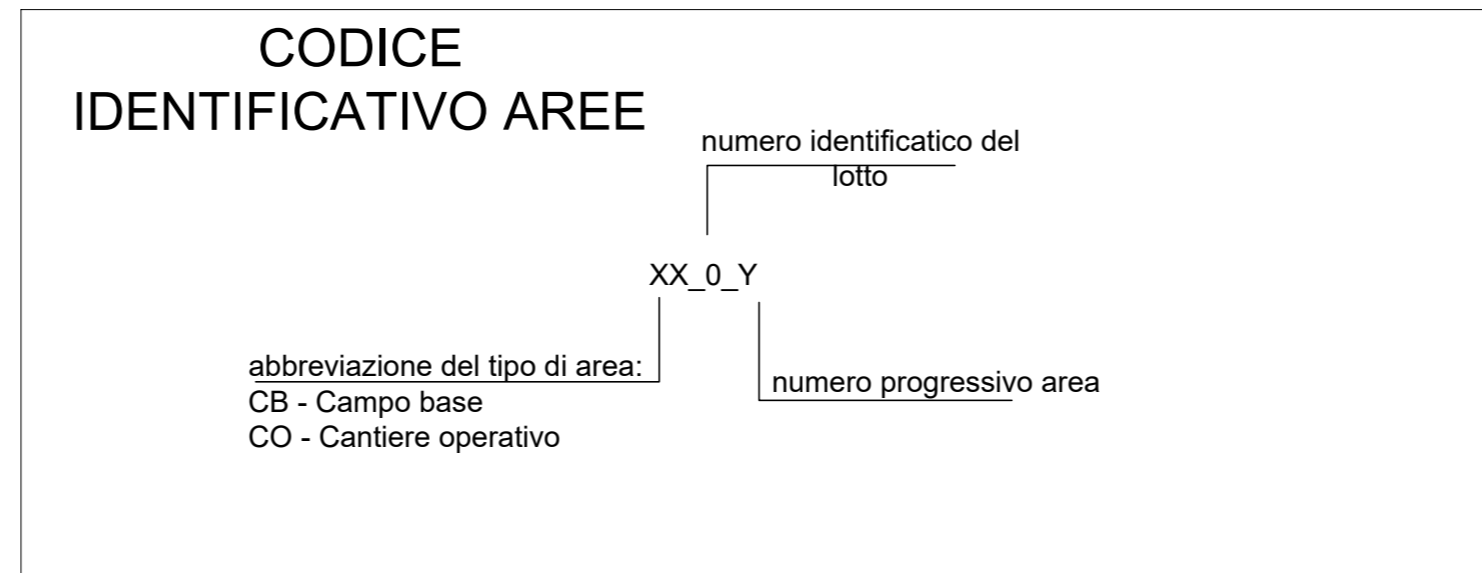 CODICE
IDENTIFICATIVO AREE
numero identificatico del
lotto
XX_0_Y
abbreviazione del tipo di area:
CB - Campo base
CO - Cantiere operativo
numero progressivo area